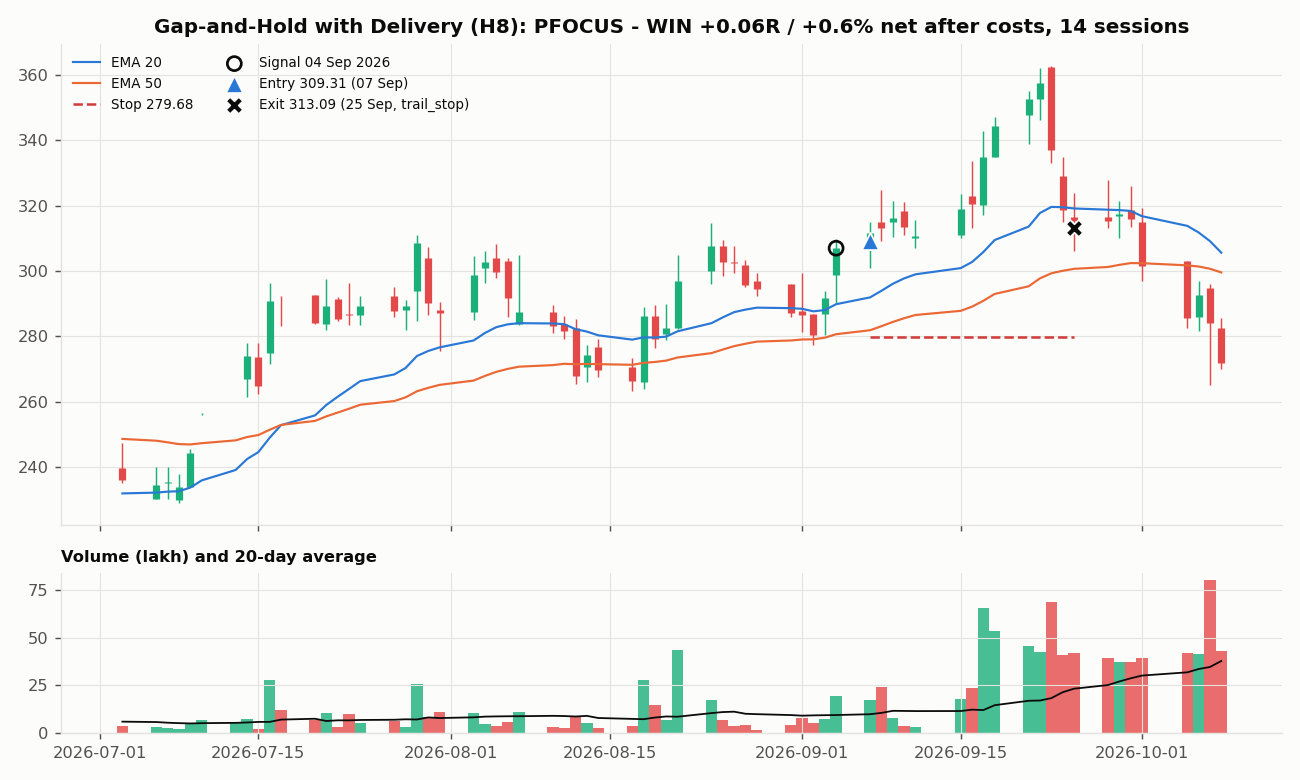 Gap-and-Hold with Delivery (H8): PFOCUS - WIN +0.06R / +0.6% net after costs, 14 sessions
EMA 20
EMA 50
Stop 279.68
Signal 04 Sep 2026
Entry 309.31 (07 Sep)
Exit 313.09 (25 Sep, trail_stop)
360
340
320
300
280
260
240
Volume (lakh) and 20-day average
75
50
25
0
2026-07-01 2026-07-15 2026-08-01 2026-08-15 2026-09-01 2026-09-15 2026-10-01